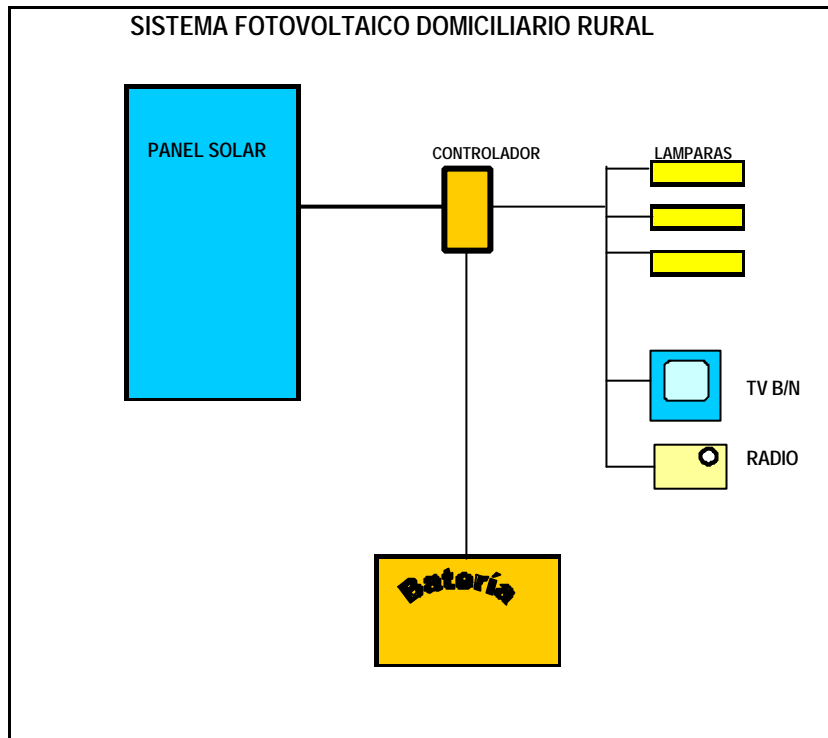 SISTEMA FOTOVOLTAICO DOMICILIARIO RURAL
PANEL SOLAR
CONTROLADOR
LAMPARAS
TV B/N
RADIO
Batería